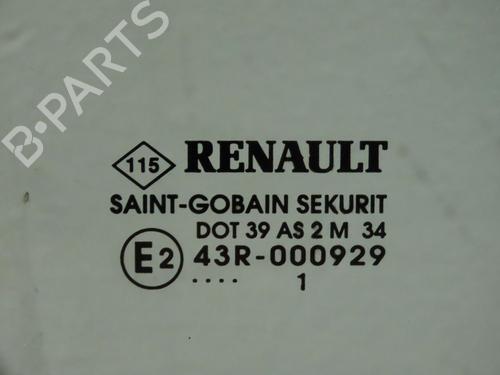 B-PARTS
115 RENAULT
SAINT-GOBAIN SEKURIT
DOT 39 AS 2 M 34
E2 43R-000929
.... 1